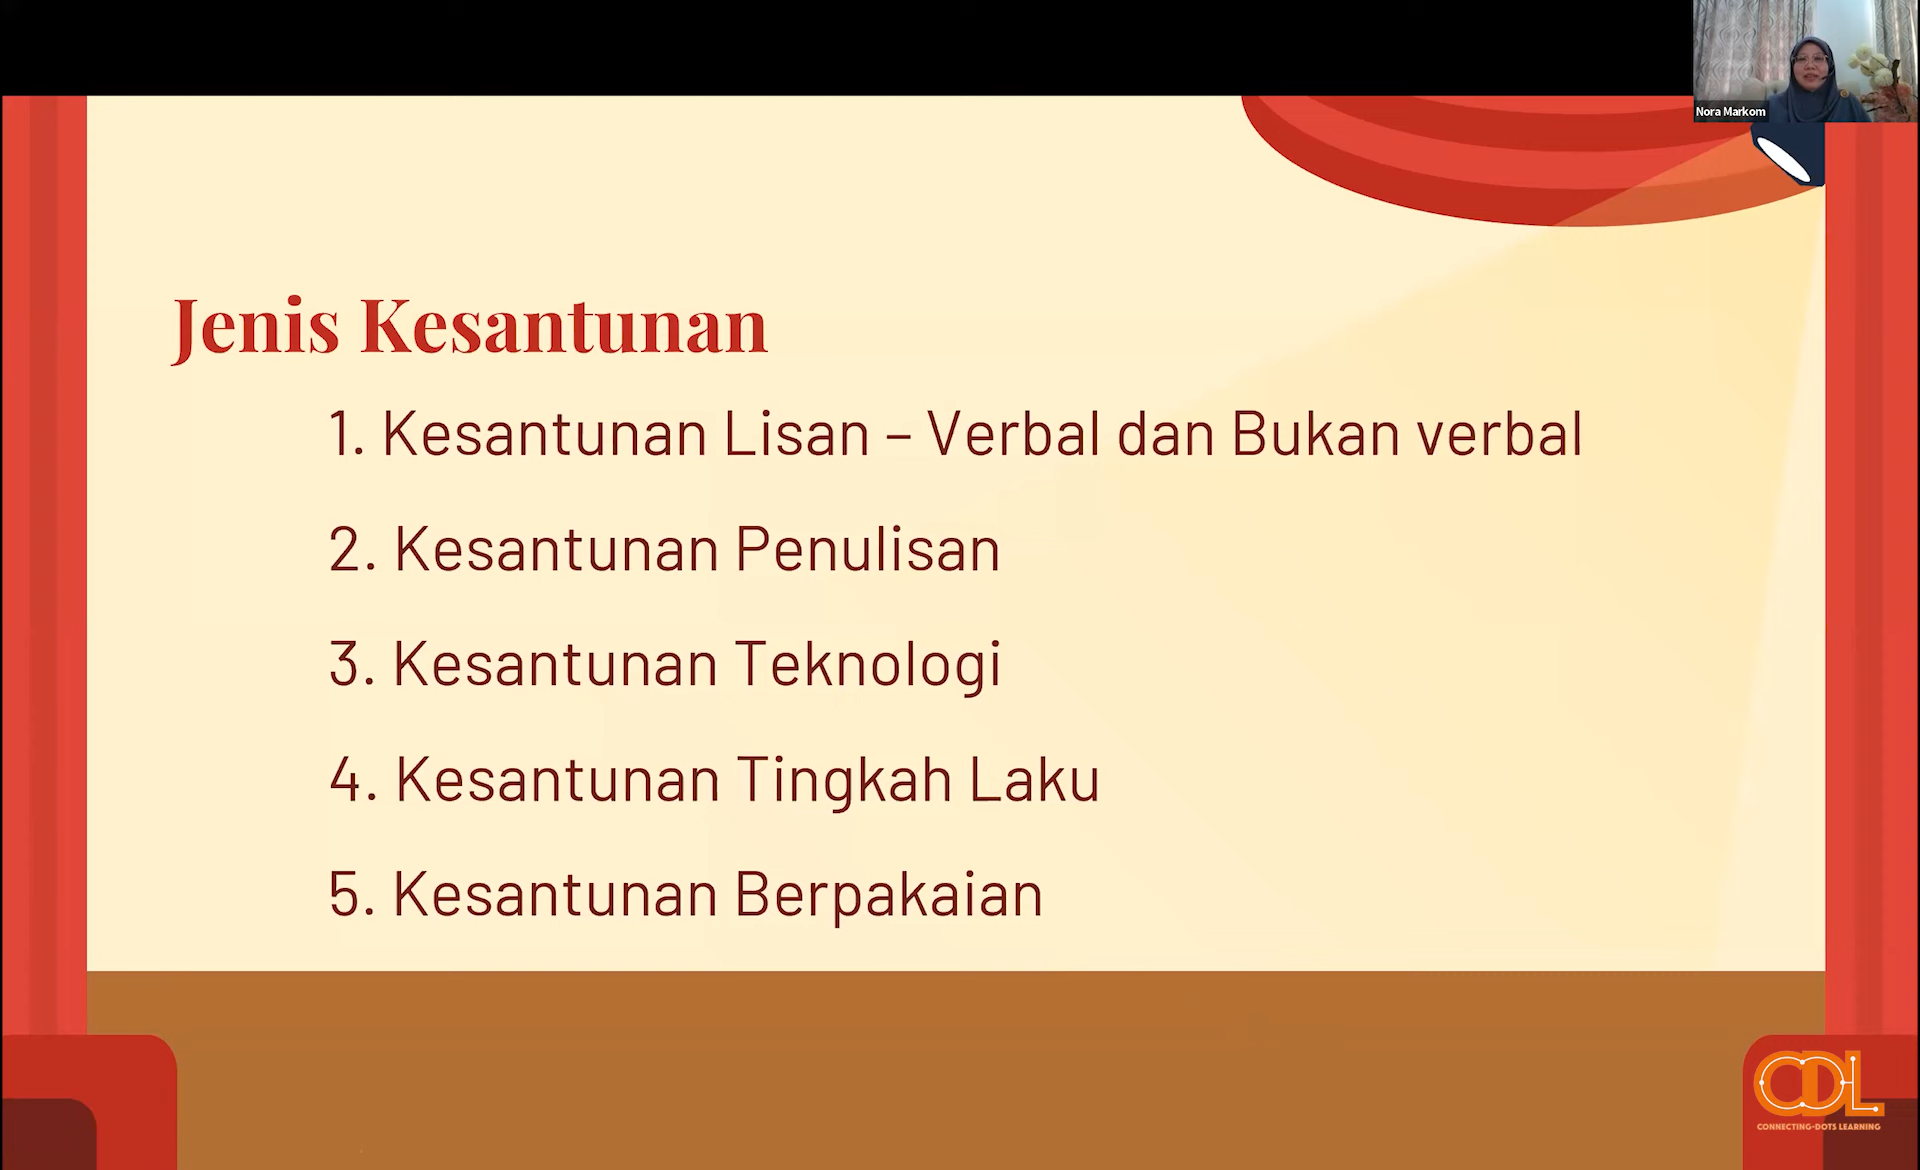 Nora Markom
Jenis Kesantunan
1. Kesantunan Lisan – Verbal dan Bukan verbal
2. Kesantunan Penulisan
3. Kesantunan Teknologi
4. Kesantunan Tingkah Laku
5. Kesantunan Berpakaian
CDL
CONNECTING-DOTS LEARNING